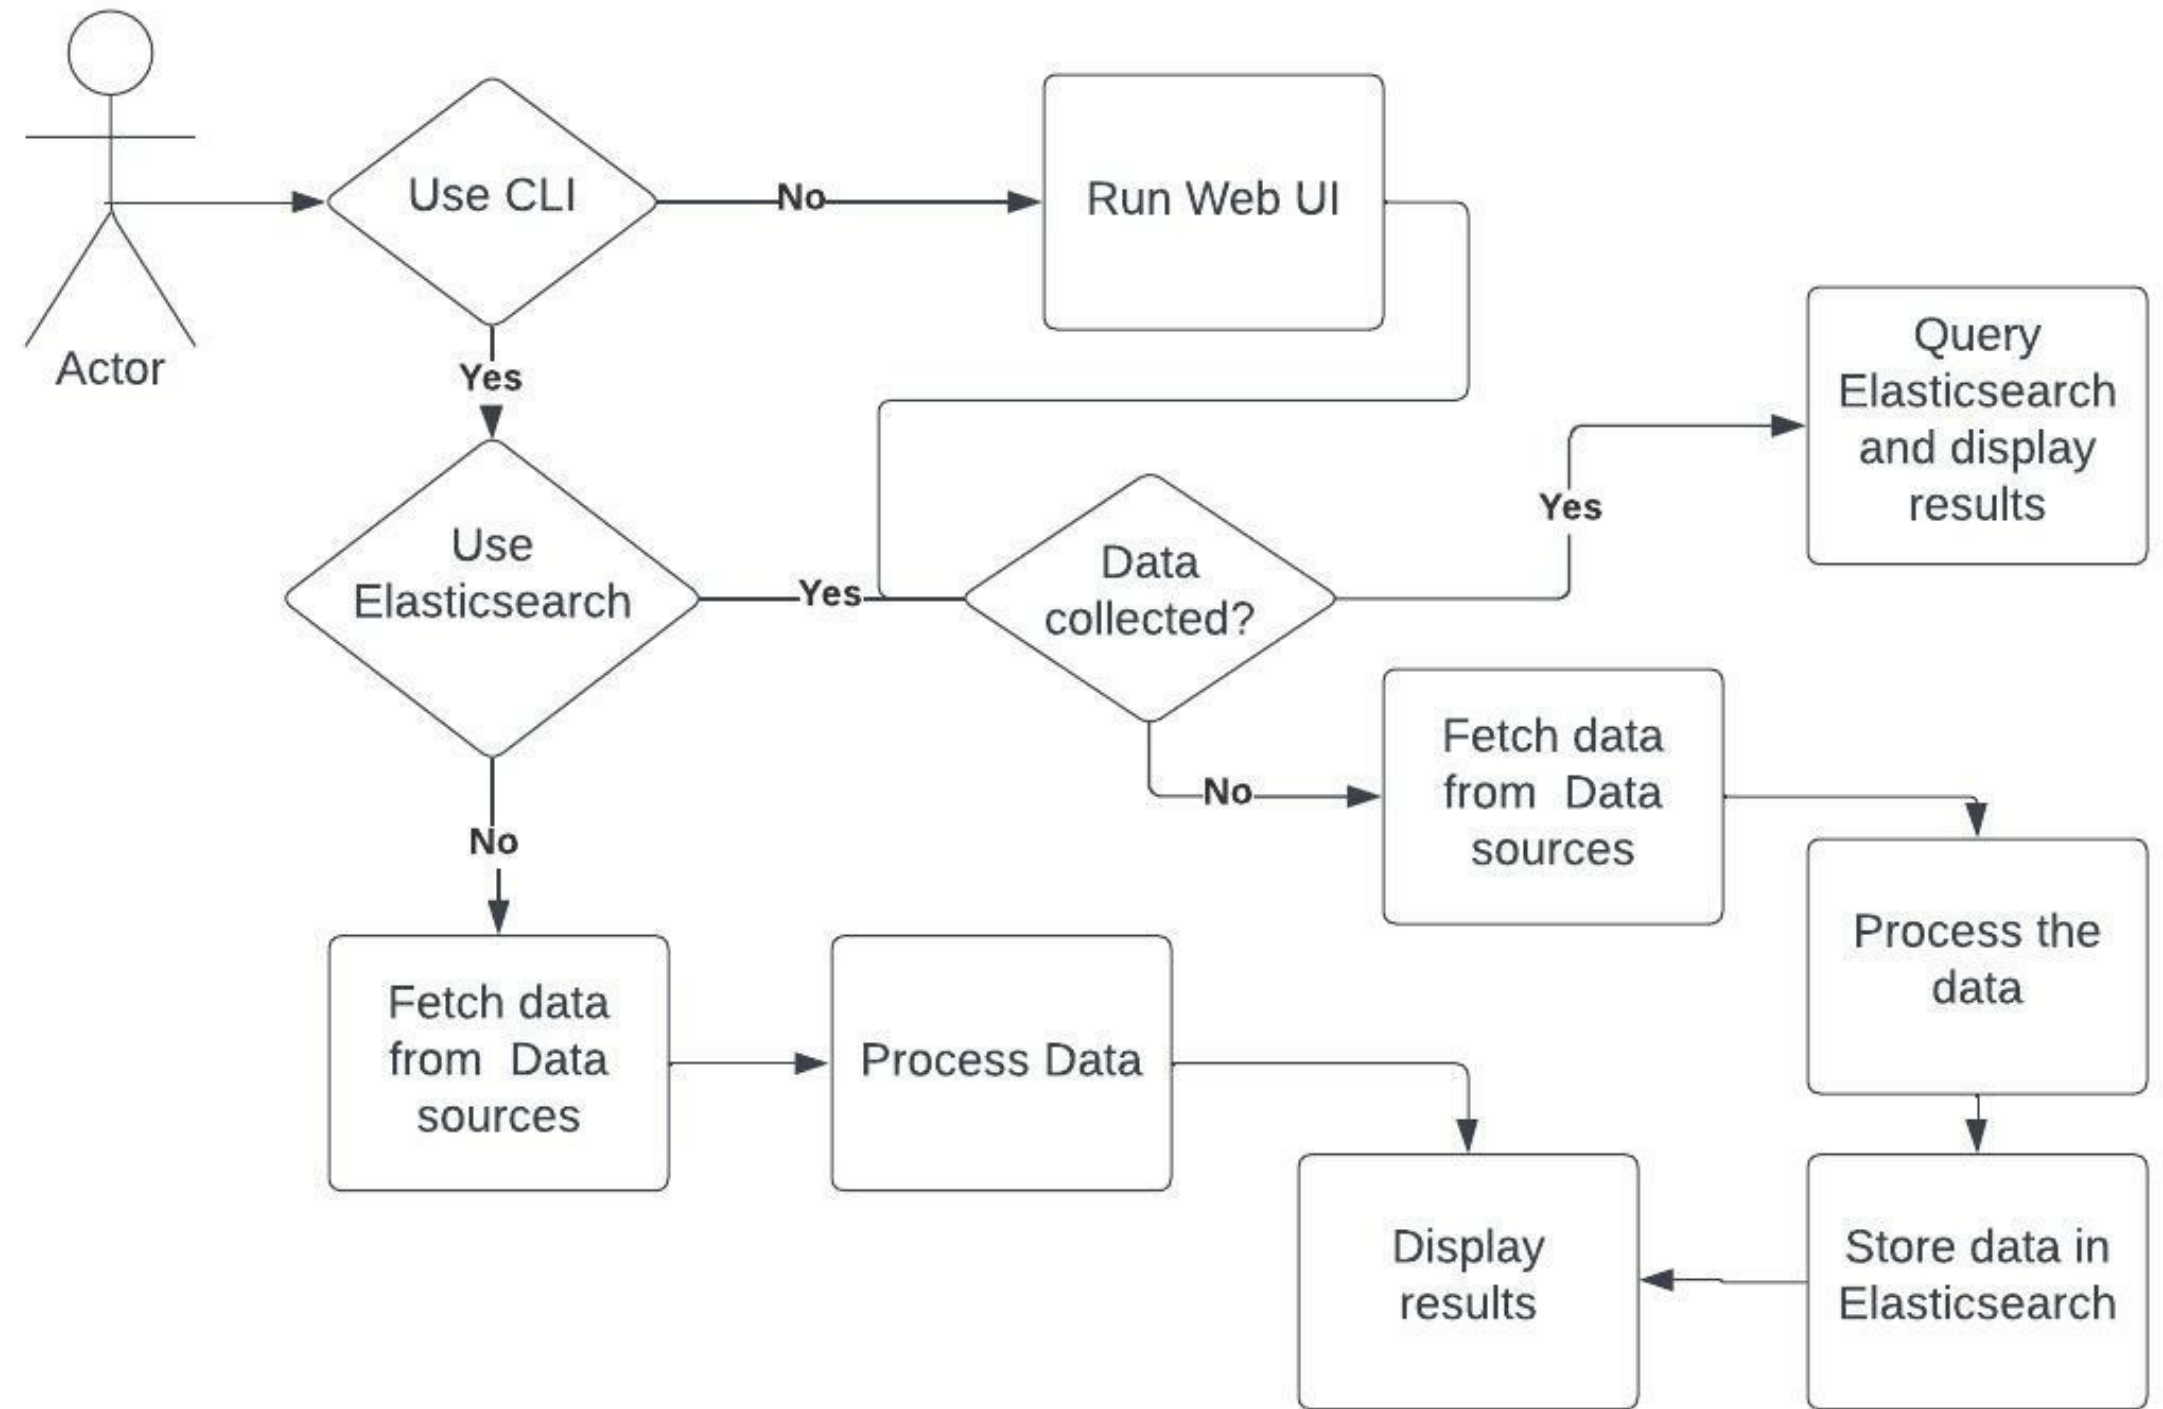 Use CLI
No
Run Web UI
Actor
Yes
Query
Elasticsearch
and display
results
Use
Elasticsearch
Yes
Data
collected?
Yes
No
Fetch data
from  Data
sources
No
Process the
data
Fetch data
from  Data
sources
Process Data
Display
results
Store data in
Elasticsearch